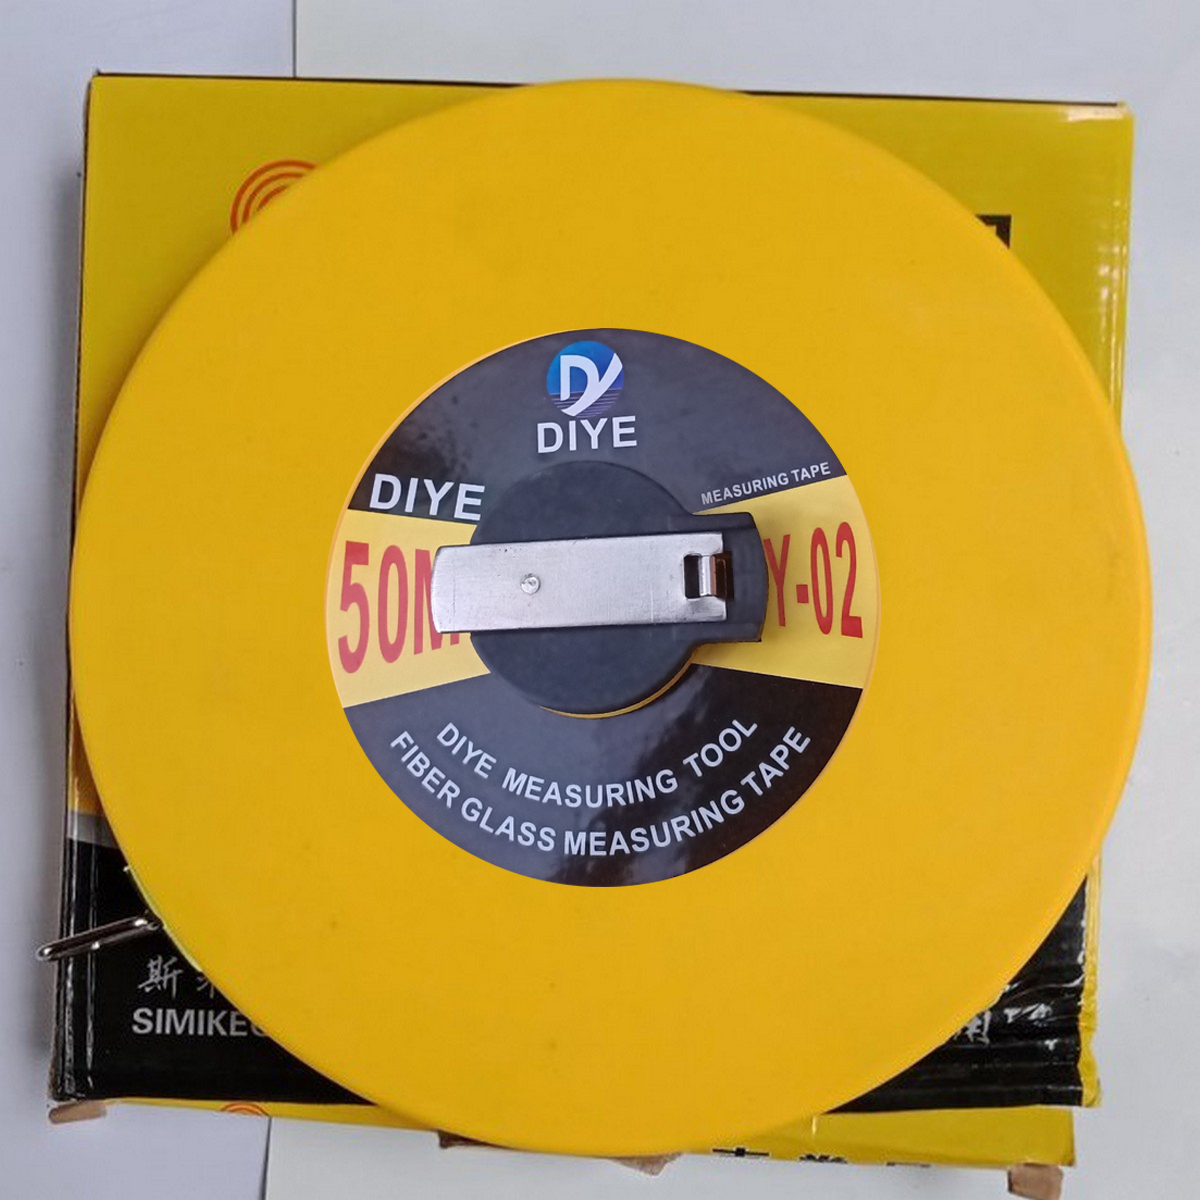 DY
DIYE
DIYE
MEASURING TAPE
50M
Y-02
DIYE MEASURING TOOL
FIBER GLASS MEASURING TAPE
斯
SIMIKE